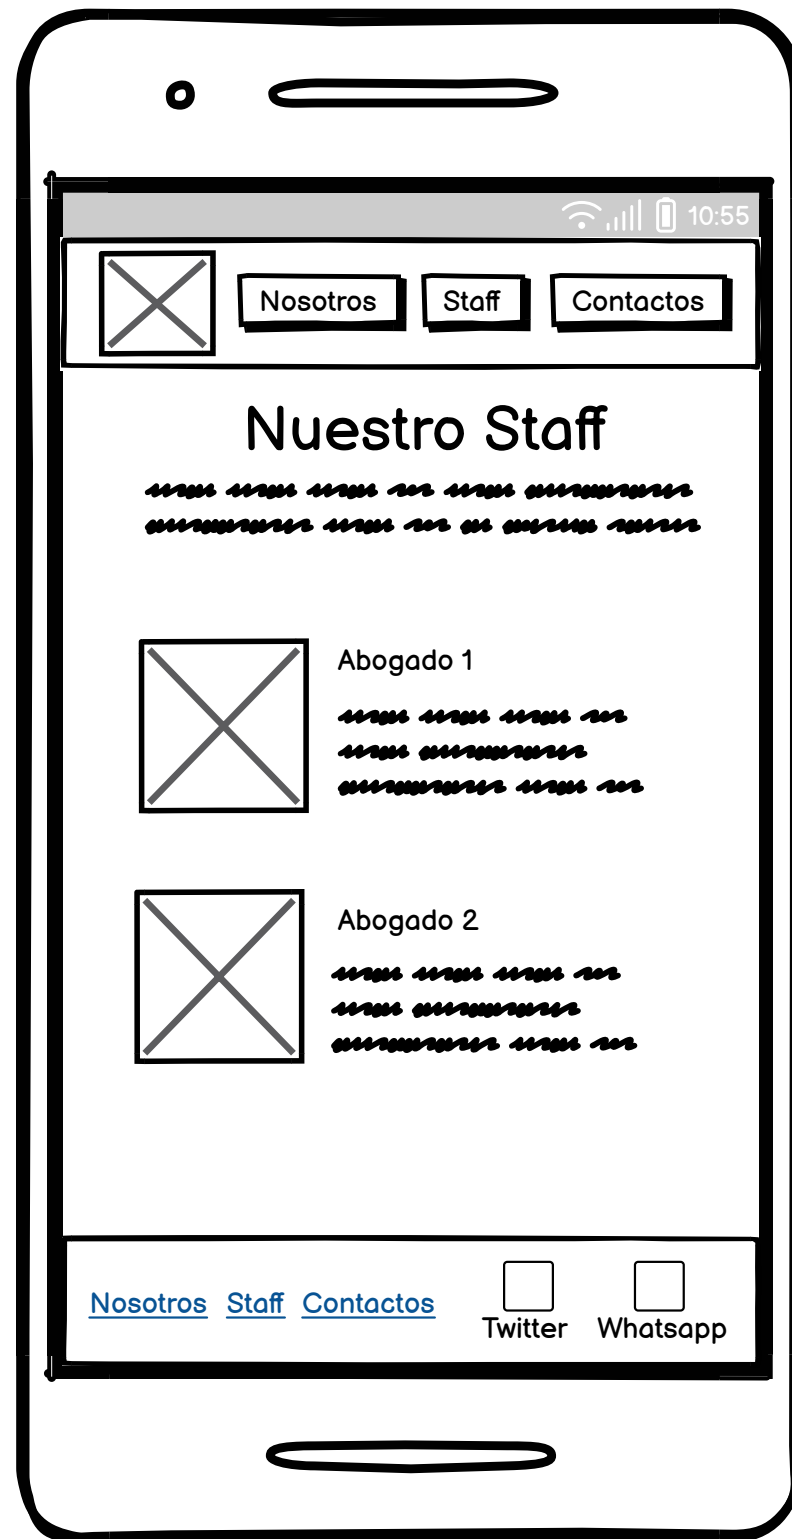 10:55
Nosotros Staff Contactos
Nuestro Staff
Abogado 1
Abogado 2
Nosotros Staff Contactos
Twitter Whatsapp